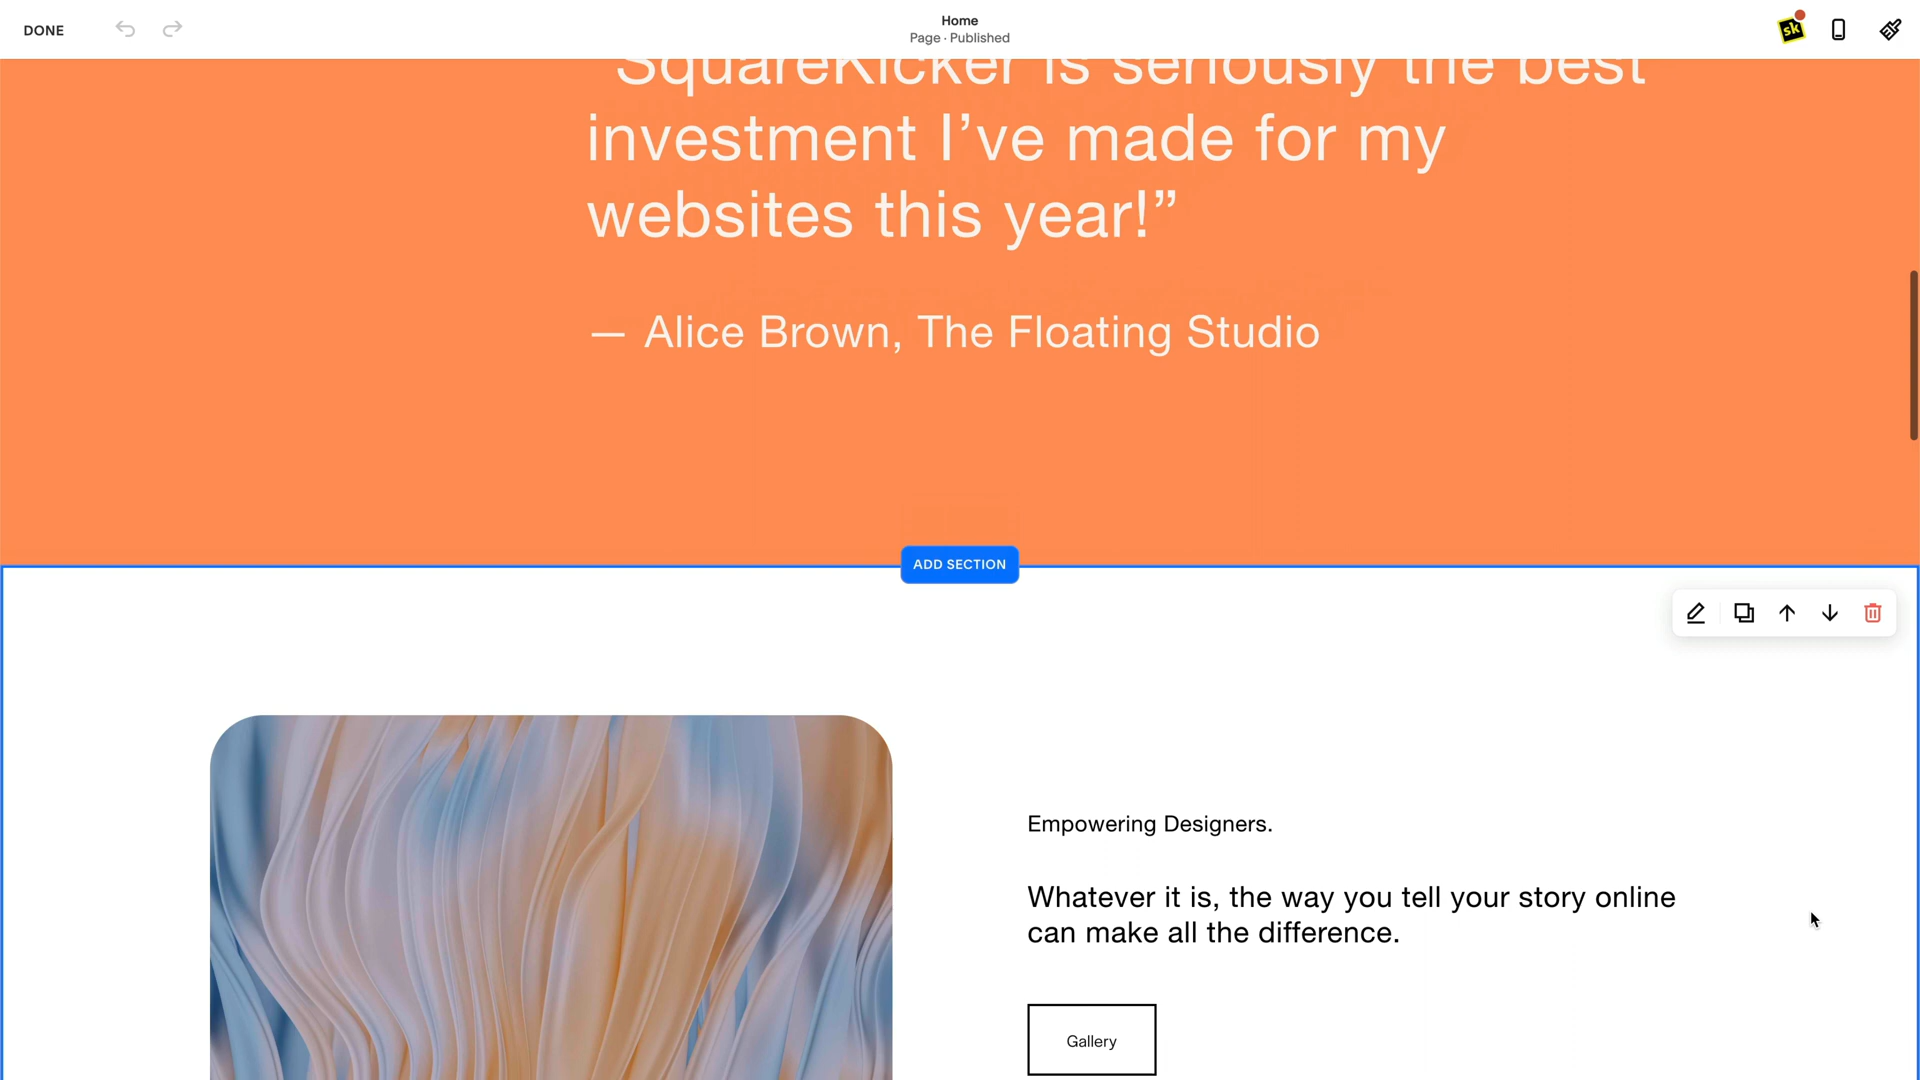 DONE
Home
Page · Published
sk
“SquareKicker is seriously the best
investment I’ve made for my
websites this year!”
— Alice Brown, The Floating Studio
ADD SECTION
Empowering Designers.
Whatever it is, the way you tell your story online
can make all the difference.
Gallery